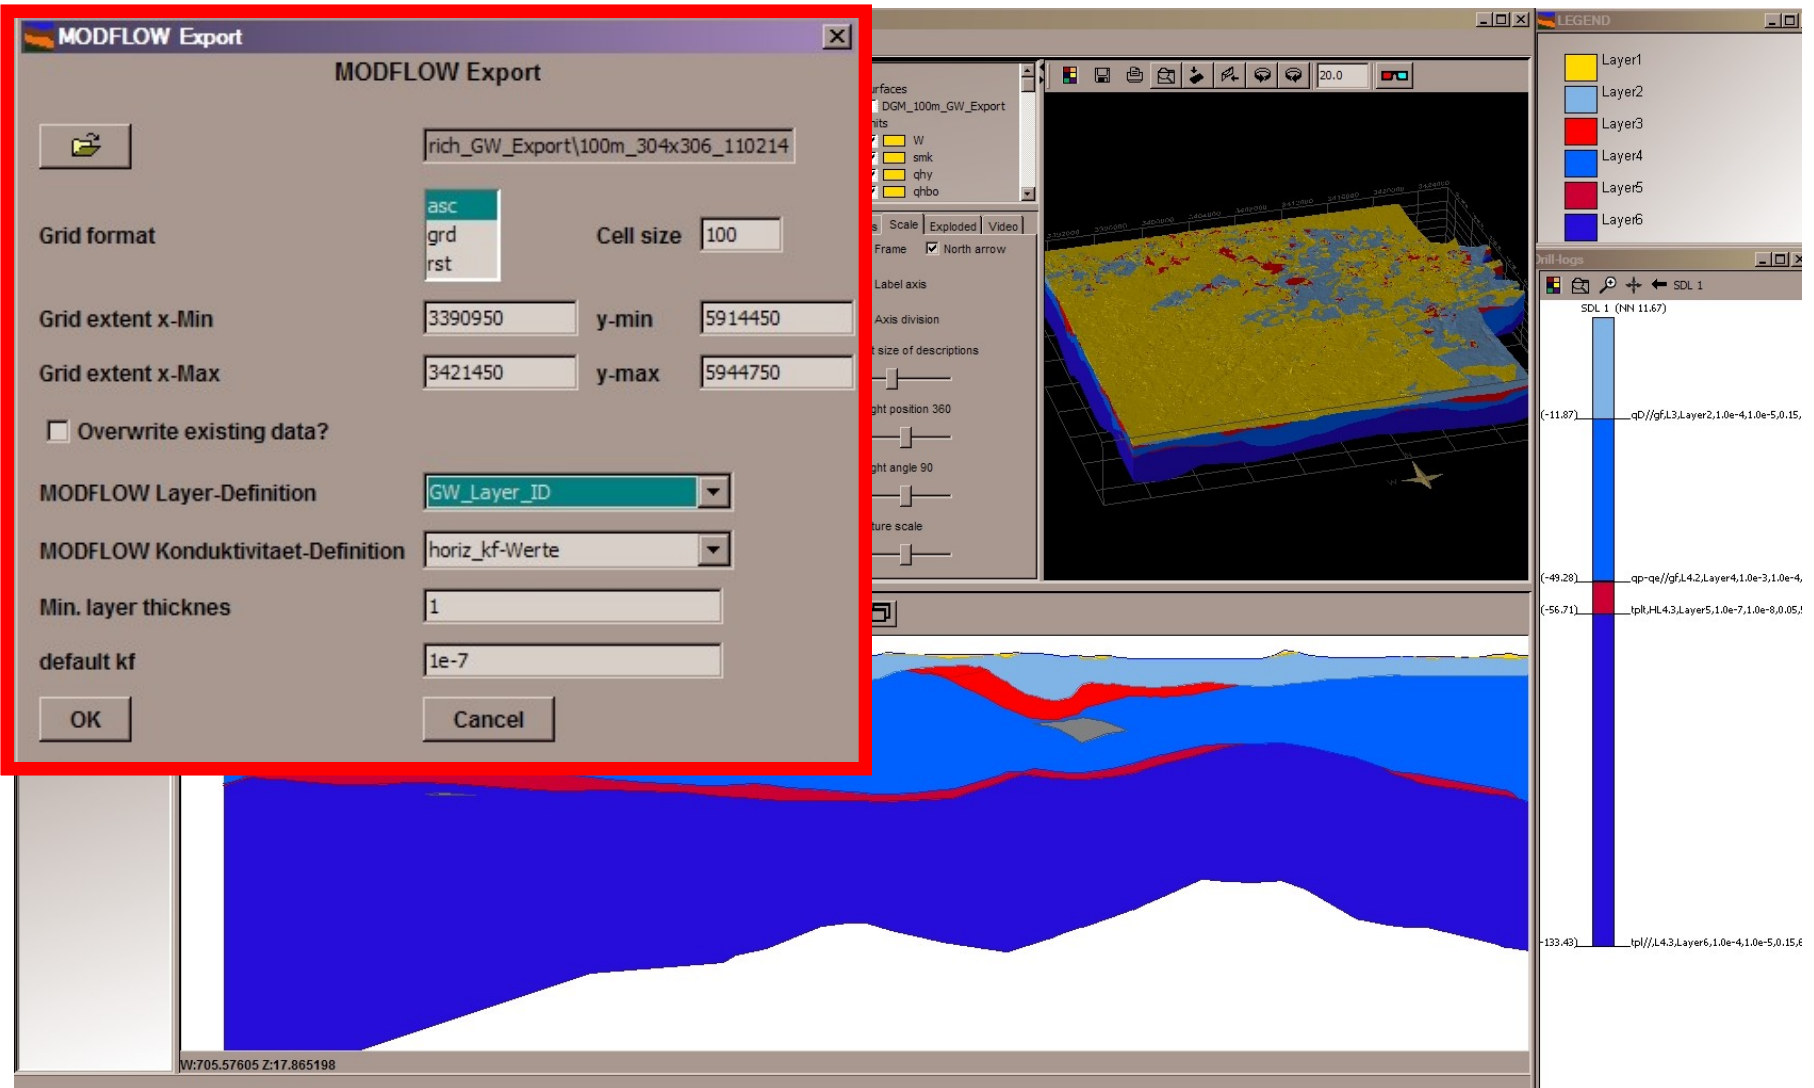 MODFLOW Export
MODFLOW Export
rich_GW_Export\100m_304x306_110214
Grid format
asc
grd
rst
Cell size 100
Grid extent x-Min 3390950 y-min 5914450
Grid extent x-Max 3421450 y-max 5944750
Overwrite existing data?
MODFLOW Layer-Definition GW_Layer_ID
MODFLOW Konduktivitaet-Definition horiz_kf-Werte
Min. layer thicknes 1
default kf 1e-7
OK Cancel
urfaces
DGM_100m_GW_Export
nits
W
smk
qhy
qhbo
s Scale Exploded Video
Frame North arrow
Label axis
Axis division
t size of descriptions
ght position 360
ght angle 90
ture scale
20.0
LEGEND
Layer1
Layer2
Layer3
Layer4
Layer5
Layer6
Drill-logs
SDL 1
SDL 1 (NN 11.67)
(-11.87) qD//gf,L3,Layer2,1.0e-4,1.0e-5,0.15,
(-49.28) qp-qe//gf,L4.2,Layer4,1.0e-3,1.0e-4,
(-56.71) tplt,HL4.3,Layer5,1.0e-7,1.0e-8,0.05,
-133.43) tpl//,L4.3,Layer6,1.0e-4,1.0e-5,0.15,6
W:705.57605 Z:17.865198